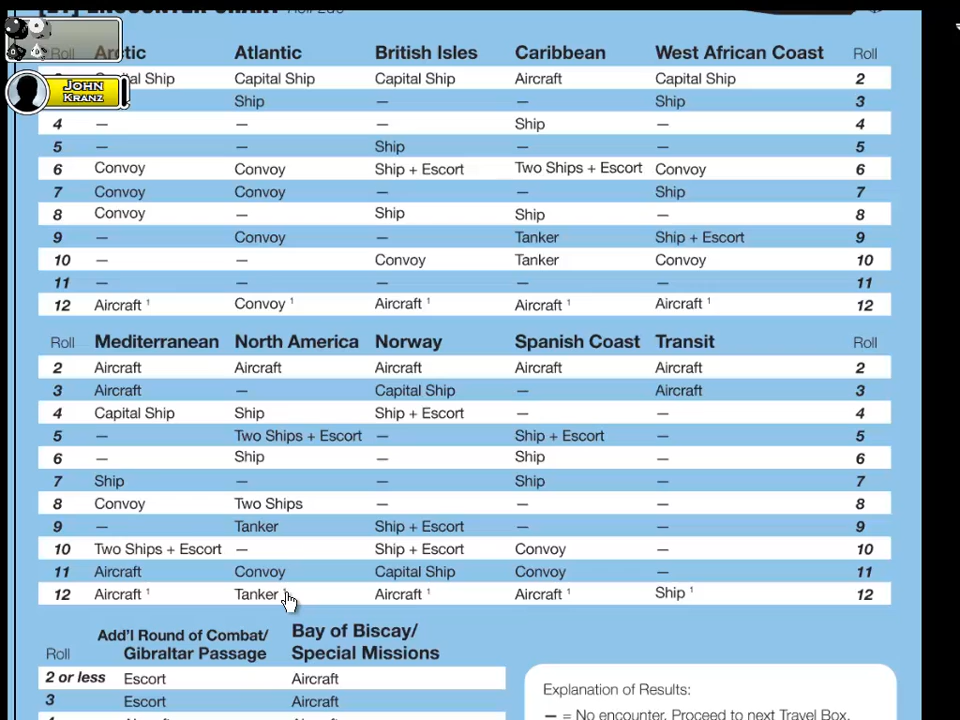 Roll Arctic Atlantic British Isles Caribbean West African Coast Roll
Capital Ship Capital Ship Aircraft Capital Ship 2
JOHN KRANZ Ship — — Ship 3
4 — — — Ship — 4
5 — — Ship — — 5
6 Convoy Convoy Ship + Escort Two Ships + Escort Convoy 6
7 Convoy Convoy — — Ship 7
8 Convoy — Ship Ship — 8
9 — Convoy — Tanker Ship + Escort 9
10 — — Convoy Tanker Convoy 10
11 — — — — — 11
12 Aircraft 1 Convoy 1 Aircraft 1 Aircraft 1 Aircraft 1 12
Roll Mediterranean North America Norway Spanish Coast Transit Roll
2 Aircraft Aircraft Aircraft Aircraft Aircraft 2
3 Aircraft — Capital Ship — Aircraft 3
4 Capital Ship Ship Ship + Escort — — 4
5 — Two Ships + Escort — Ship + Escort — 5
6 — Ship — Ship — 6
7 Ship — — Ship — 7
8 Convoy Two Ships — — — 8
9 — Tanker Ship + Escort — — 9
10 Two Ships + Escort — Ship + Escort Convoy — 10
11 Aircraft Convoy Capital Ship Convoy — 11
12 Aircraft 1 Tanker Aircraft 1 Aircraft 1 Ship 1 12
Add'l Round of Combat/ Bay of Biscay/
Roll Gibraltar Passage Special Missions
2 or less Escort Aircraft
3 Escort Aircraft
Explanation of Results:
— = No encounter. Proceed to next Travel Box.